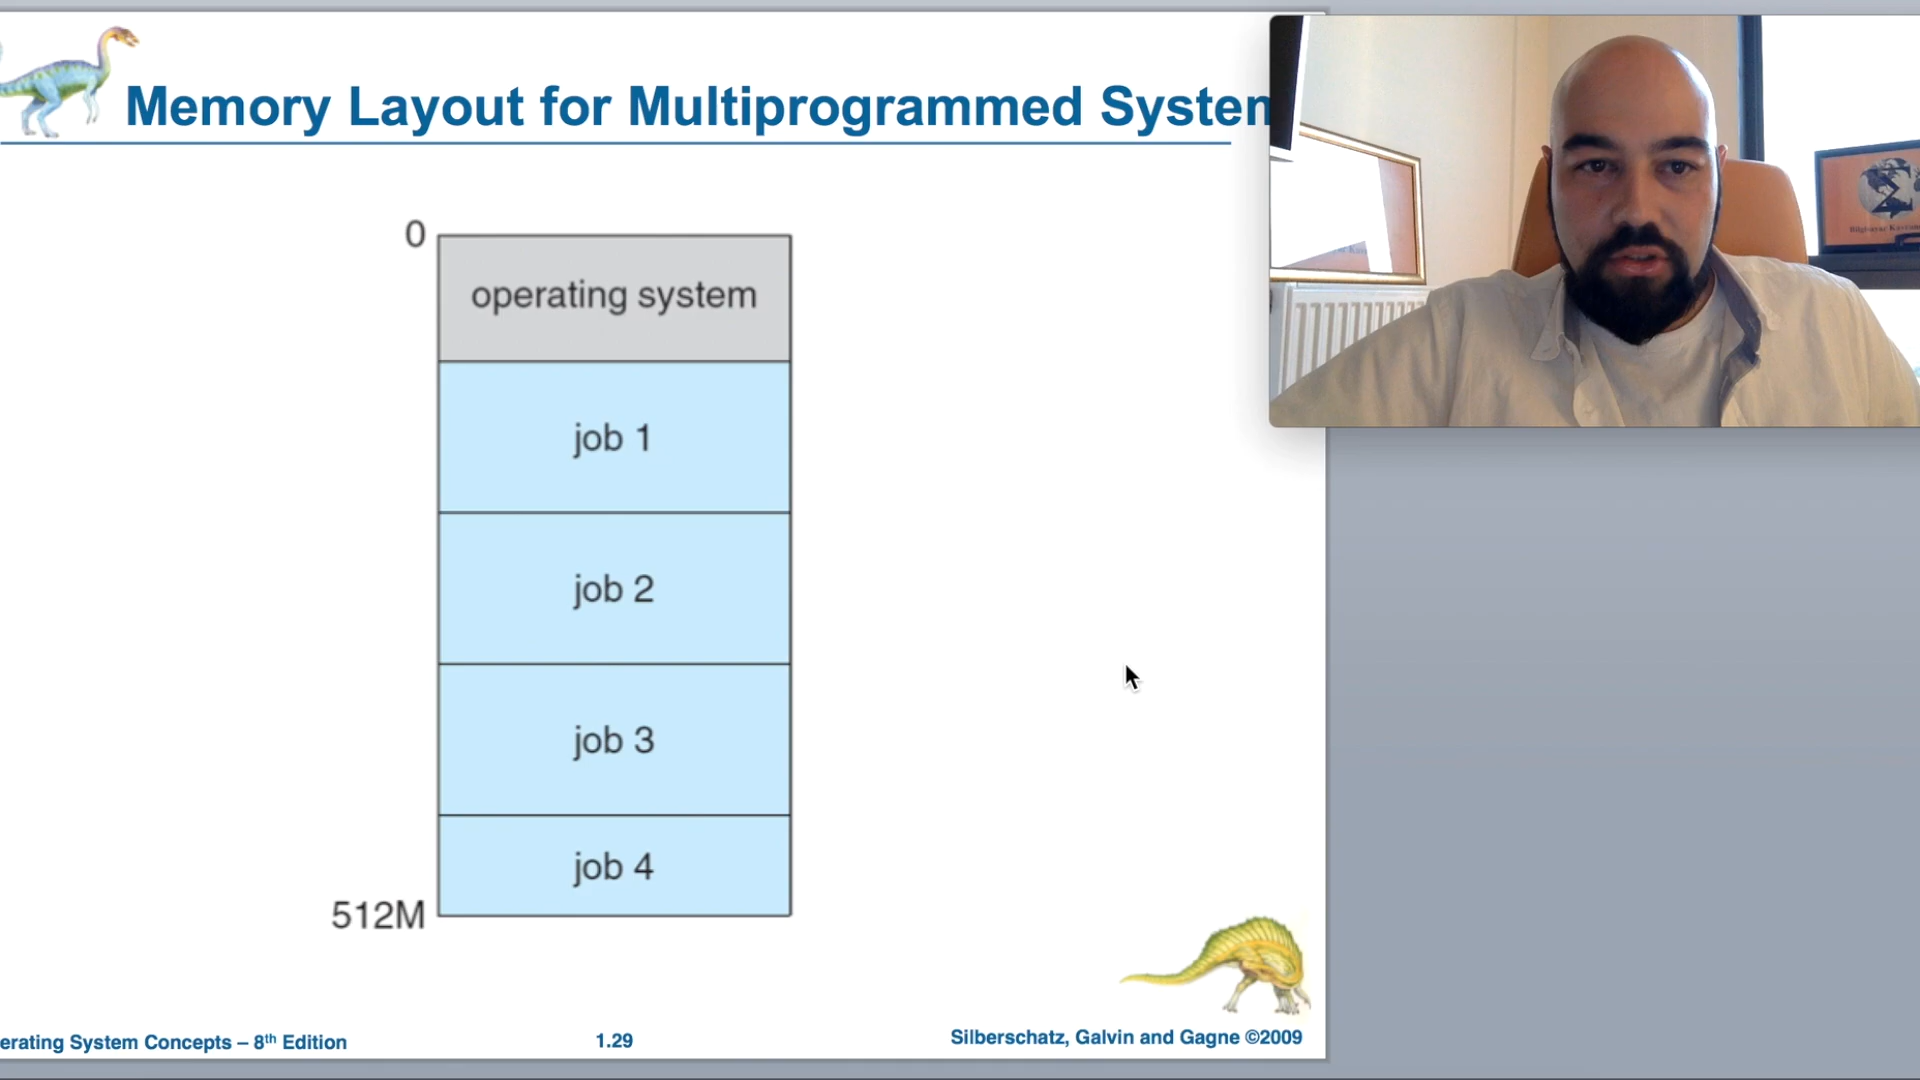 Memory Layout for Multiprogrammed System
0
operating system
job 1
job 2
job 3
job 4
512M
erating System Concepts – 8th Edition
1.29
Silberschatz, Galvin and Gagne ©2009